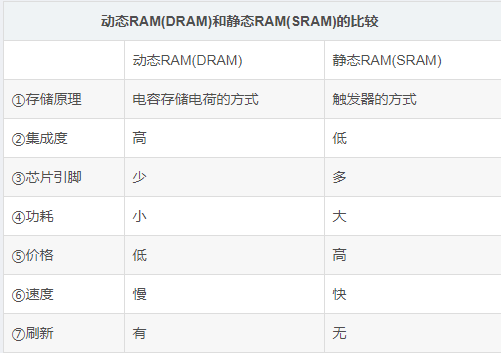 动态RAM(DRAM)和静态RAM(SRAM)的比较
动态RAM(DRAM) 静态RAM(SRAM)
①存储原理 电容存储电荷的方式 触发器的方式
②集成度 高 低
③芯片引脚 少 多
④功耗 小 大
⑤价格 低 高
⑥速度 慢 快
⑦刷新 有 无